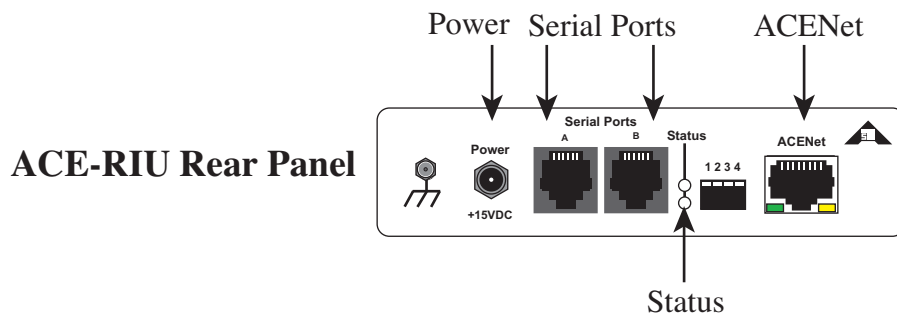 Power Serial Ports ACENet
ACE-RIU Rear Panel
Serial Ports
A B
Status
Power
+15VDC
1 2 3 4
ACENet
Status